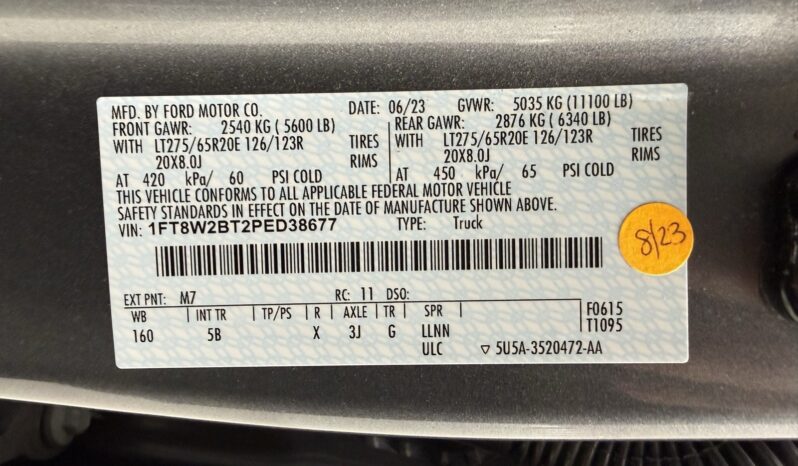 MFD. BY FORD MOTOR CO. DATE: 06/23 GVWR: 5035 KG (11100 LB)
FRONT GAWR: 2540 KG ( 5600 LB) REAR GAWR: 2876 KG ( 6340 LB)
WITH LT275/65R20E 126/123R TIRES WITH LT275/65R20E 126/123R TIRES
20X8.0J RIMS 20X8.0J RIMS
AT 420 kPa/ 60 PSI COLD AT 450 kPa/ 65 PSI COLD
THIS VEHICLE CONFORMS TO ALL APPLICABLE FEDERAL MOTOR VEHICLE
SAFETY STANDARDS IN EFFECT ON THE DATE OF MANUFACTURE SHOWN ABOVE.
VIN: 1FT8W2BT2PED38677 TYPE: Truck
8/23
EXT PNT: M7 RC: 11 DSO:
WB | INT TR | TP/PS | R | AXLE | TR | SPR F0615
160 5B X 3J G LLNN T1095
ULC ▽ 5U5A-3520472-AA